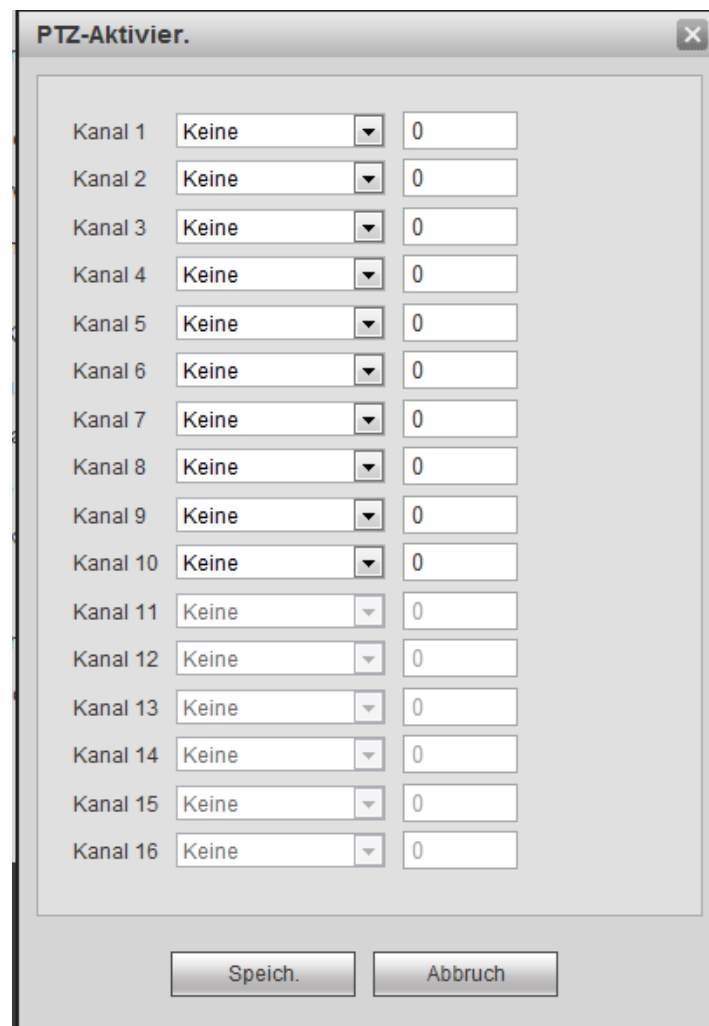 PTZ-Aktivier.
Kanal 1 Keine 0
Kanal 2 Keine 0
Kanal 3 Keine 0
Kanal 4 Keine 0
Kanal 5 Keine 0
Kanal 6 Keine 0
Kanal 7 Keine 0
Kanal 8 Keine 0
Kanal 9 Keine 0
Kanal 10 Keine 0
Kanal 11 Keine 0
Kanal 12 Keine 0
Kanal 13 Keine 0
Kanal 14 Keine 0
Kanal 15 Keine 0
Kanal 16 Keine 0
Speich. Abbruch